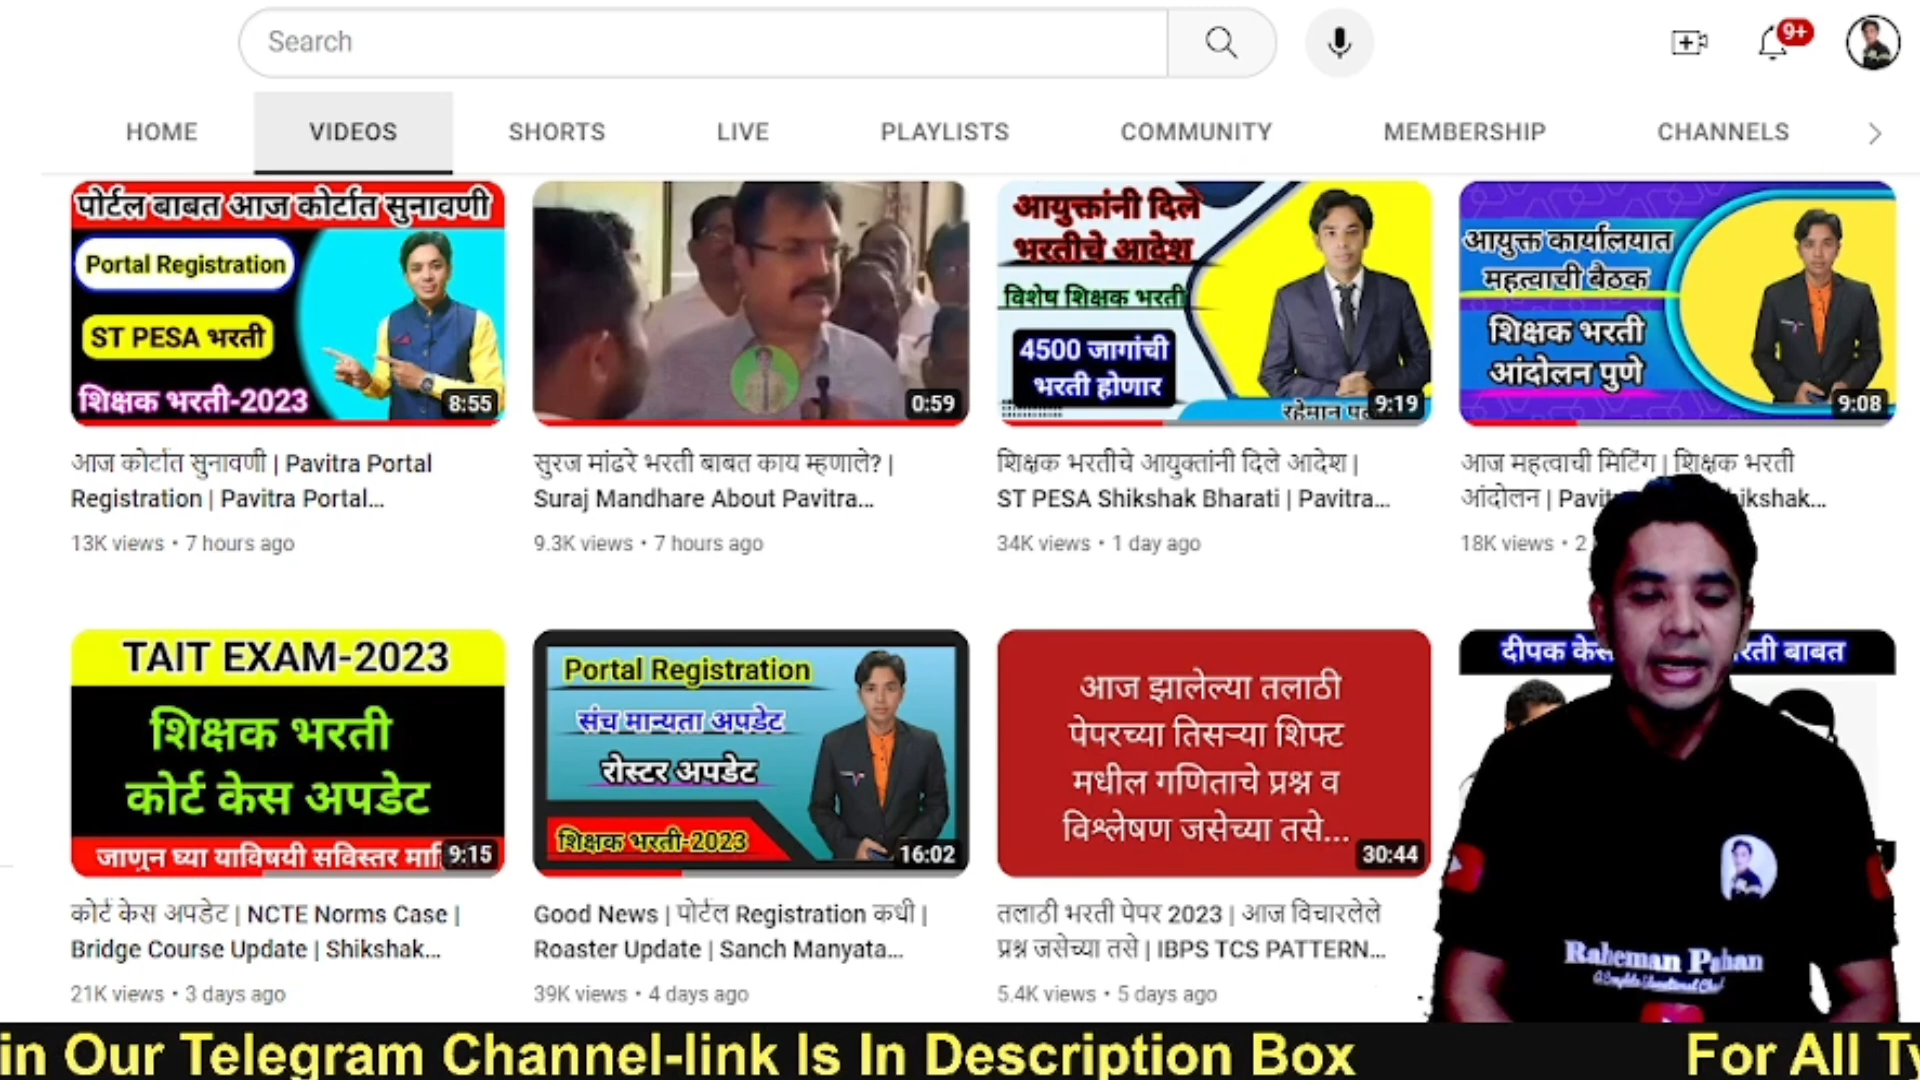 Search
9+
HOME
VIDEOS
SHORTS
LIVE
PLAYLISTS
COMMUNITY
MEMBERSHIP
CHANNELS
पोर्टल बाबत आज कोर्टात सुनावणी
Portal Registration
ST PESA भरती
शिक्षक भरती-2023
8:55
0:59
आयुक्तांनी दिले
भरतीचे आदेश
विशेष शिक्षक भरती
4500 जागांची
भरती होणार
रहेमान
9:19
आयुक्त कार्यालयात
महत्वाची बैठक
शिक्षक भरती
आंदोलन पुणे
9:08
आज कोर्टात सुनावणी | Pavitra Portal
Registration | Pavitra Portal...
13K views • 7 hours ago
सुरज मांढरे भरती बाबत काय म्हणाले? |
Suraj Mandhare About Pavitra...
9.3K views • 7 hours ago
शिक्षक भरतीचे आयुक्तांनी दिले आदेश |
ST PESA Shikshak Bharati | Pavitra...
34K views • 1 day ago
आज महत्वाची मिटिंग | शिक्षक भरती
आंदोलन |
18K views • 2
TAIT EXAM-2023
शिक्षक भरती
कोर्ट केस अपडेट
जाणुन घ्या याविषयी सविस्तर
9:15
Portal Registration
संच मान्यता अपडेट
रोस्टर अपडेट
शिक्षक भरती-2023
16:02
आज झालेल्या तलाठी
पेपरच्या तिसऱ्या शिफ्ट
मधील गणिताचे प्रश्न व
विश्लेषण जसेच्या तसे...
30:44
दीपक बाबत
कोर्ट केस अपडेट | NCTE Norms Case |
Bridge Course Update | Shikshak...
21K views • 3 days ago
Good News | पोर्टल Registration कधी |
Roaster Update | Sanch Manyata...
39K views • 4 days ago
तलाठी भरती पेपर 2023 | आज विचारलेले
प्रश्न जसेच्या तसे | IBPS TCS PATTERN...
5.4K views • 5 days ago
Raheman
in Our Telegram Channel-link Is In Description Box
For All